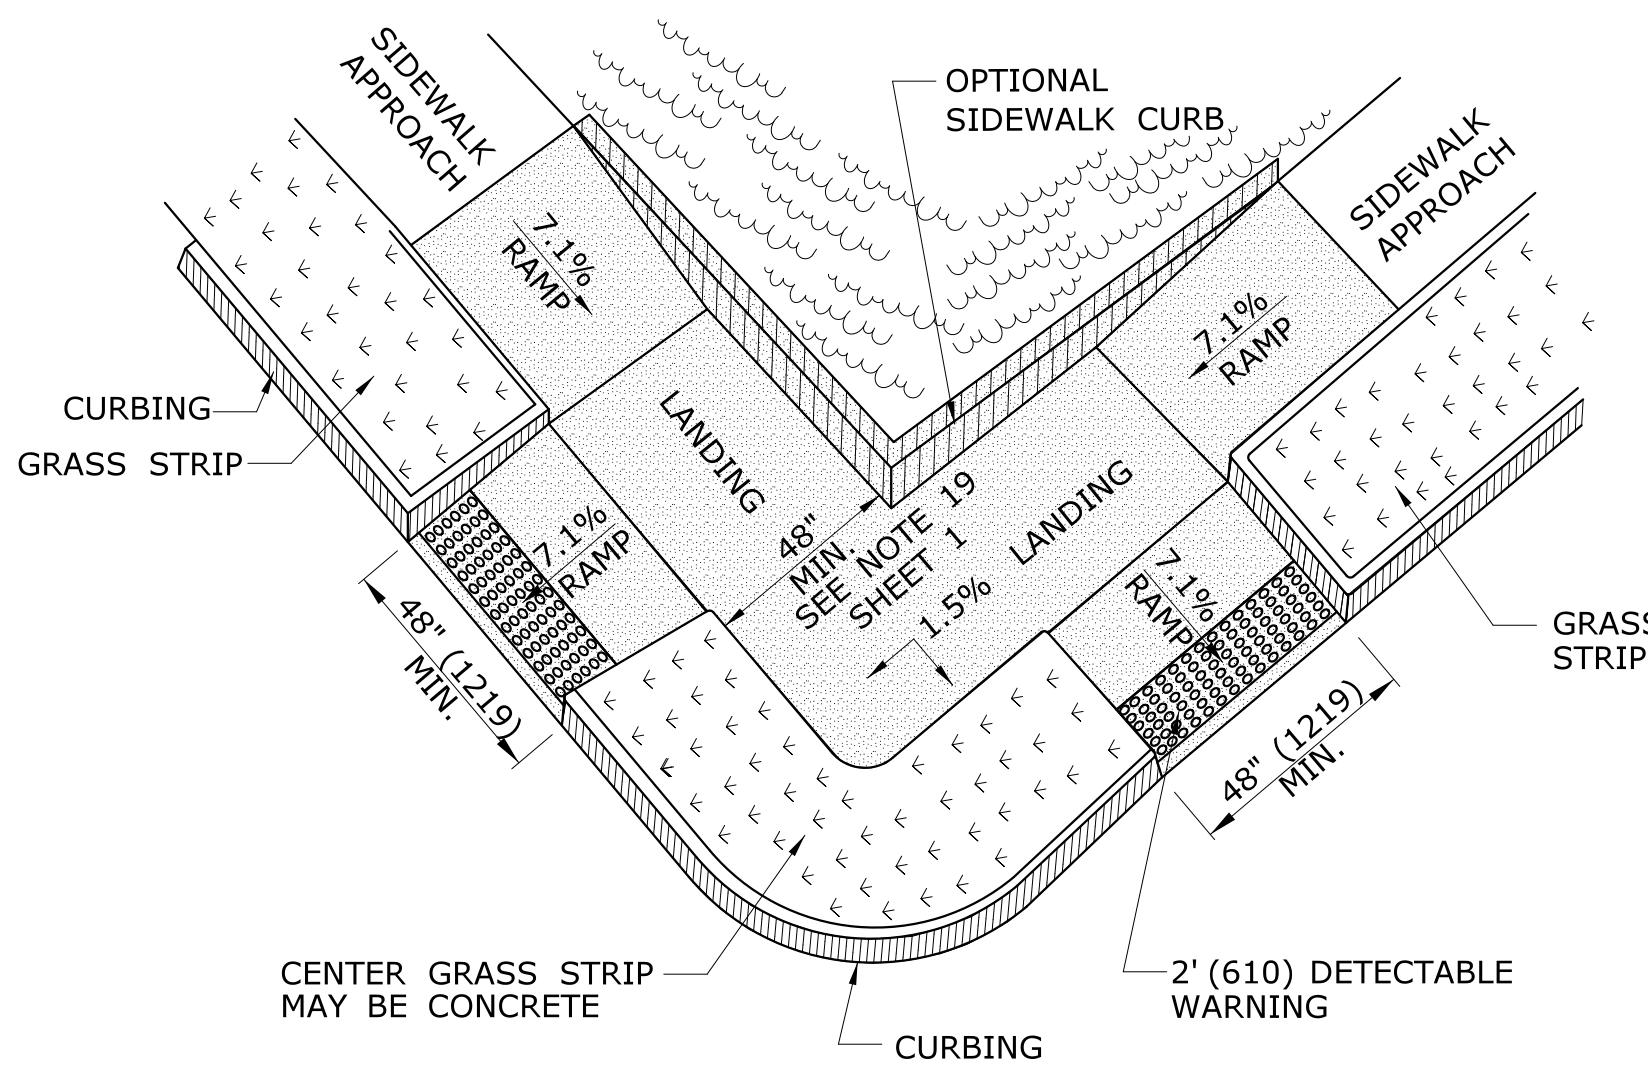 SIDEWALK
APPROACH
OPTIONAL
SIDEWALK CURB
SIDEWALK
APPROACH
7.1%
RAMP
7.1%
RAMP
CURBING
GRASS STRIP
LANDING
LANDING
7.1%
RAMP
48"
MIN.
SEE NOTE 19
SHEET 1
1.5%
7.1%
RAMP
48" (1219)
MIN.
GRASS
STRIP
48" (1219)
MIN.
CENTER GRASS STRIP
MAY BE CONCRETE
2' (610) DETECTABLE
WARNING
CURBING